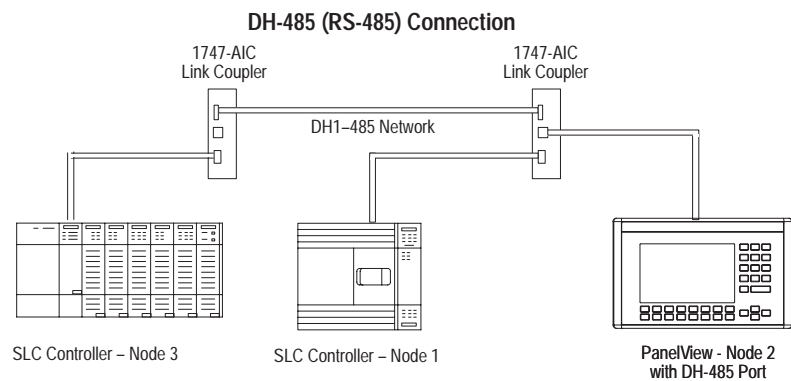 DH-485 (RS-485) Connection
1747-AIC
Link Coupler
1747-AIC
Link Coupler
DH1–485 Network
SLC Controller – Node 3
SLC Controller – Node 1
PanelView - Node 2
with DH-485 Port